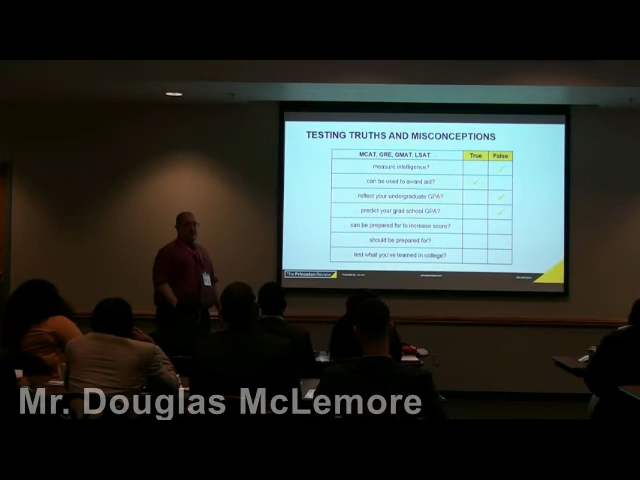 TESTING TRUTHS AND MISCONCEPTIONS
MCAT, GRE, GMAT, LSAT... True False
measure intelligence? ✓
can be used to award aid? ✓
reflect your undergraduate GPA? ✓
predict your grad school GPA? ✓
can be prepared for to increase score?
should be prepared for?
test what you've learned in college?
The Princeton Review
Mr. Douglas McLemore